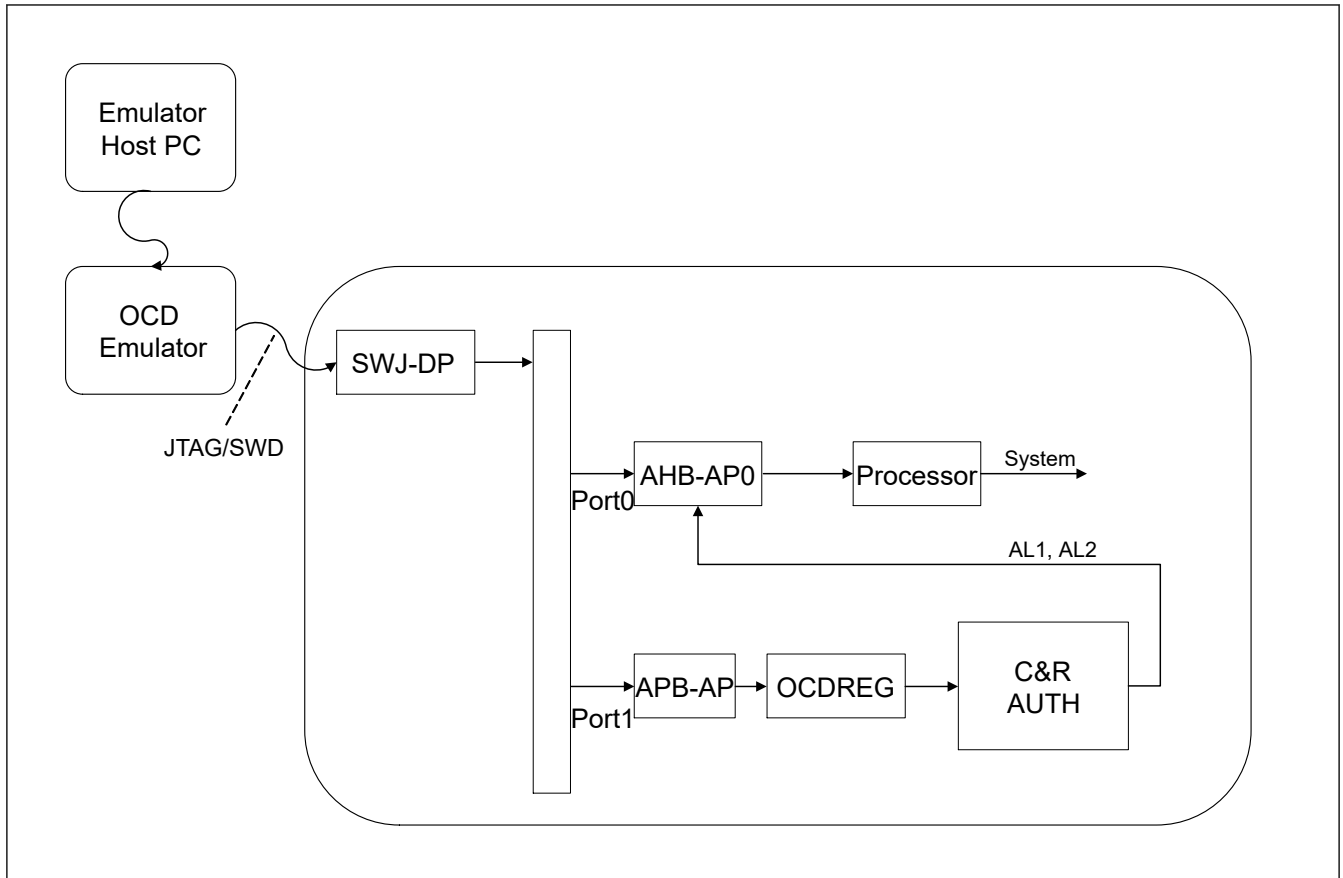 Emulator
Host PC
OCD
Emulator
SWJ-DP
JTAG/SWD
AHB-AP0
Processor
System
Port0
AL1, AL2
APB-AP
OCDREG
C&R
AUTH
Port1